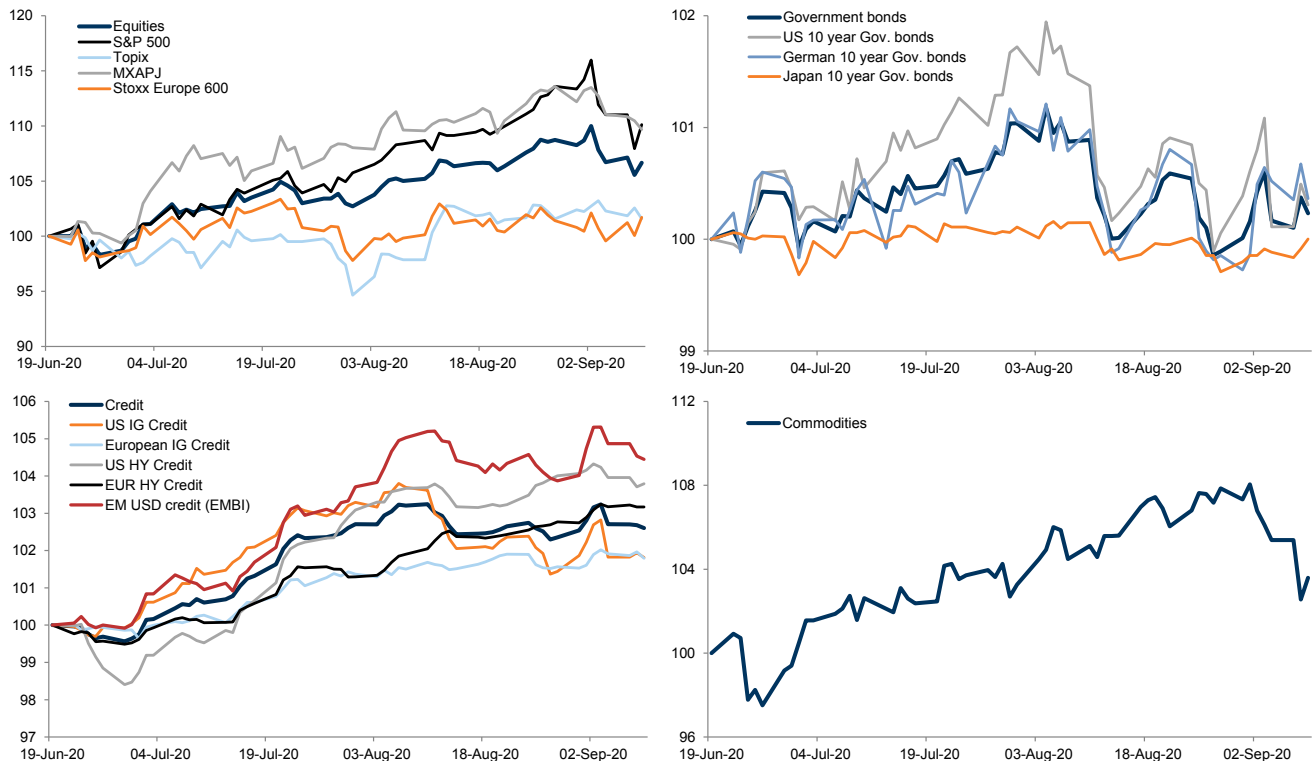 120
115
110
105
100
95
90
Equities
S&P 500
Topix
MXAPJ
Stoxx Europe 600
19-Jun-20 04-Jul-20 19-Jul-20 03-Aug-20 18-Aug-20 02-Sep-20
102
101
100
99
Government bonds
US 10 year Gov. bonds
German 10 year Gov. bonds
Japan 10 year Gov. bonds
19-Jun-20 04-Jul-20 19-Jul-20 03-Aug-20 18-Aug-20 02-Sep-20
106
105
104
103
102
101
100
99
98
97
Credit
US IG Credit
European IG Credit
US HY Credit
EUR HY Credit
EM USD credit (EMBI)
19-Jun-20 04-Jul-20 19-Jul-20 03-Aug-20 18-Aug-20 02-Sep-20
112
108
104
100
96
Commodities
19-Jun-20 04-Jul-20 19-Jul-20 03-Aug-20 18-Aug-20 02-Sep-20